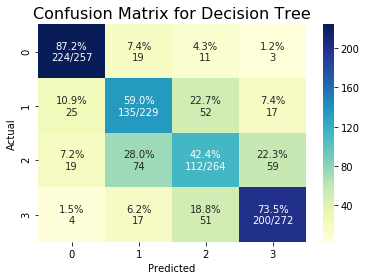 Confusion Matrix for Decision Tree
87.2% 7.4% 4.3% 1.2%
224/257 19 11 3
10.9% 59.0% 22.7% 7.4%
25 135/229 52 17
7.2% 28.0% 42.4% 22.3%
19 74 112/264 59
1.5% 6.2% 18.8% 73.5%
4 17 51 200/272
0
1
2
3
Actual
0 1 2 3
Predicted
200
160
120
80
40